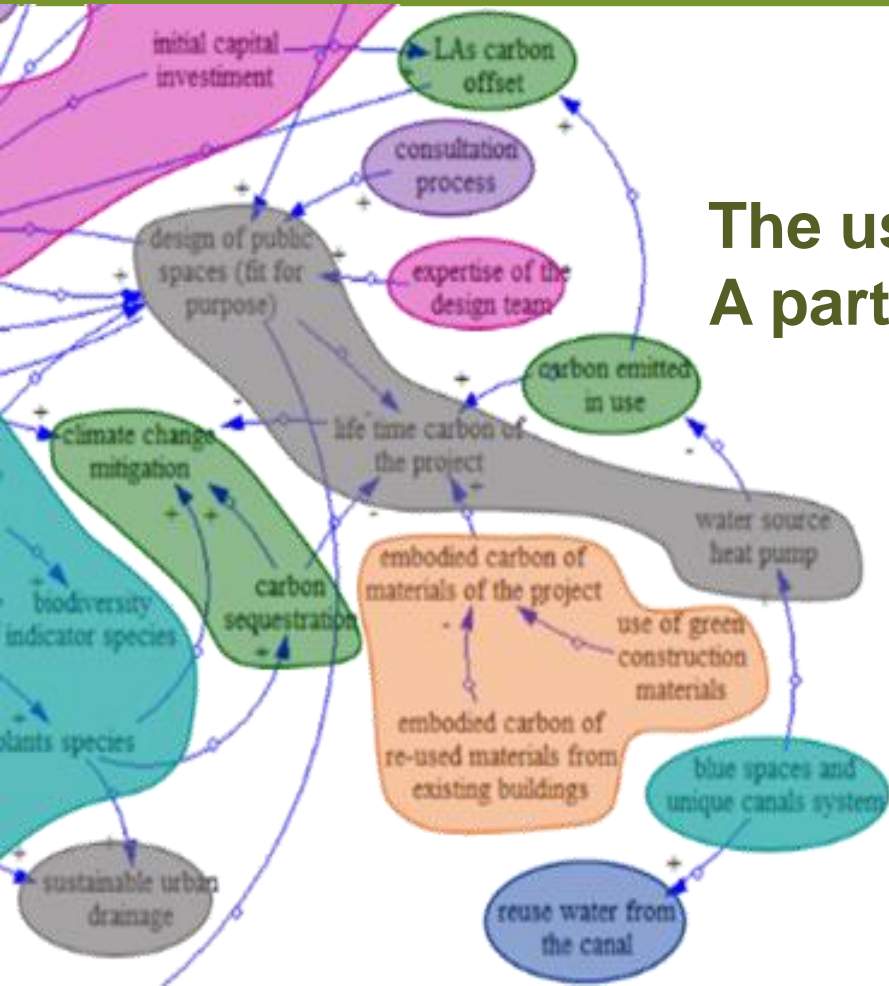 initial capital
investiment
LAs carbon
offset
consultation
process
The us
A part
design of public
spaces (fit for
purpose)
expertise of the
design team
carbon emitted
in use
climate change
mitigation
life time carbon of
the project
water source
heat pump
embodied carbon of
materials of the project
carbon
sequestration
biodiversity
indicator species
use of green
construction
materials
plants species
embodied carbon of
re-used materials from
existing buildings
blue spaces and
unique canals system
sustainable urban
drainage
reuse water from
the canal